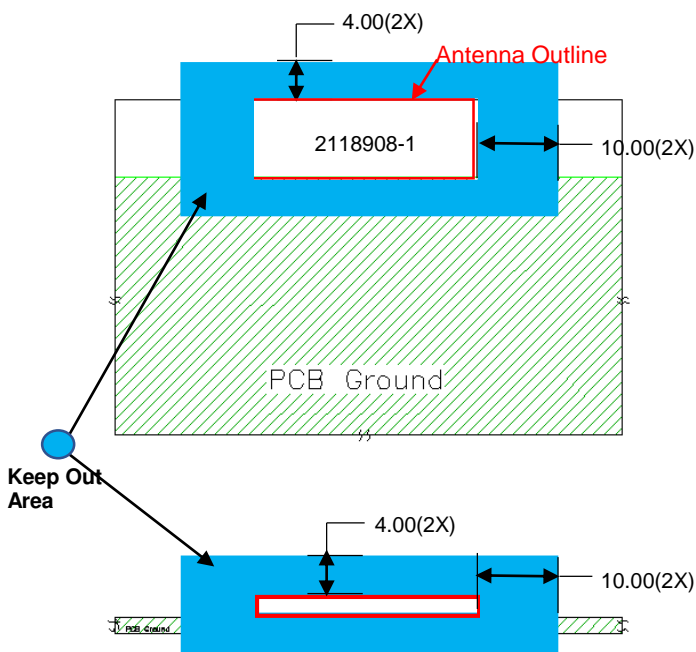 4.00(2X)
Antenna Outline
2118908-1
10.00(2X)
PCB Ground
Keep Out
Area
4.00(2X)
10.00(2X)
PCB Ground